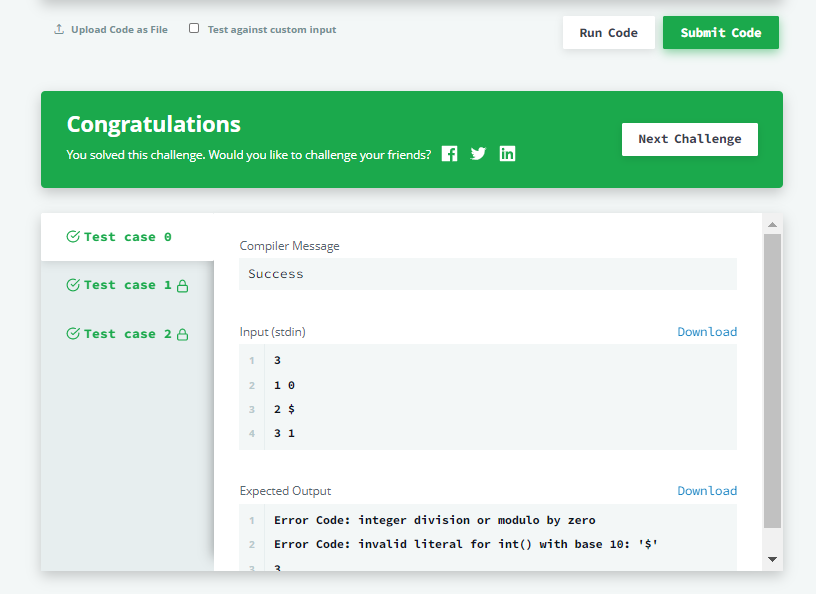 Upload Code as File
Test against custom input
Run Code
Submit Code
Congratulations
You solved this challenge. Would you like to challenge your friends?
Next Challenge
Test case 0
Test case 1
Test case 2
Compiler Message
Success
Input (stdin)
Download
1 3
2 1 0
3 2 $
4 3 1
Expected Output
Download
1 Error Code: integer division or modulo by zero
2 Error Code: invalid literal for int() with base 10: '$'
3 3